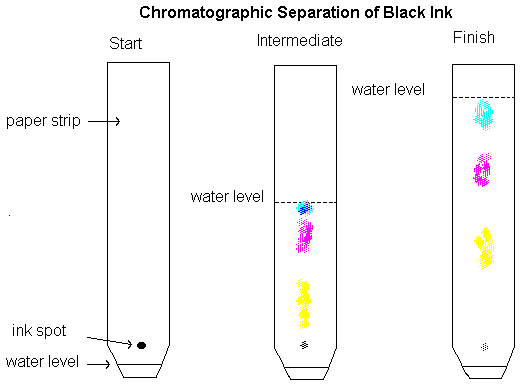 Chromatographic Separation of Black Ink
Start
Intermediate
Finish
water level
paper strip
water level
ink spot
water level